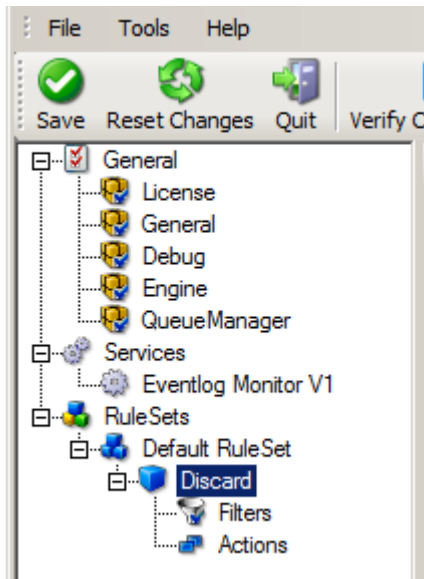 File Tools Help
Save Reset Changes Quit Verify C
General
License
General
Debug
Engine
QueueManager
Services
Eventlog Monitor V1
RuleSets
Default RuleSet
Discard
Filters
Actions